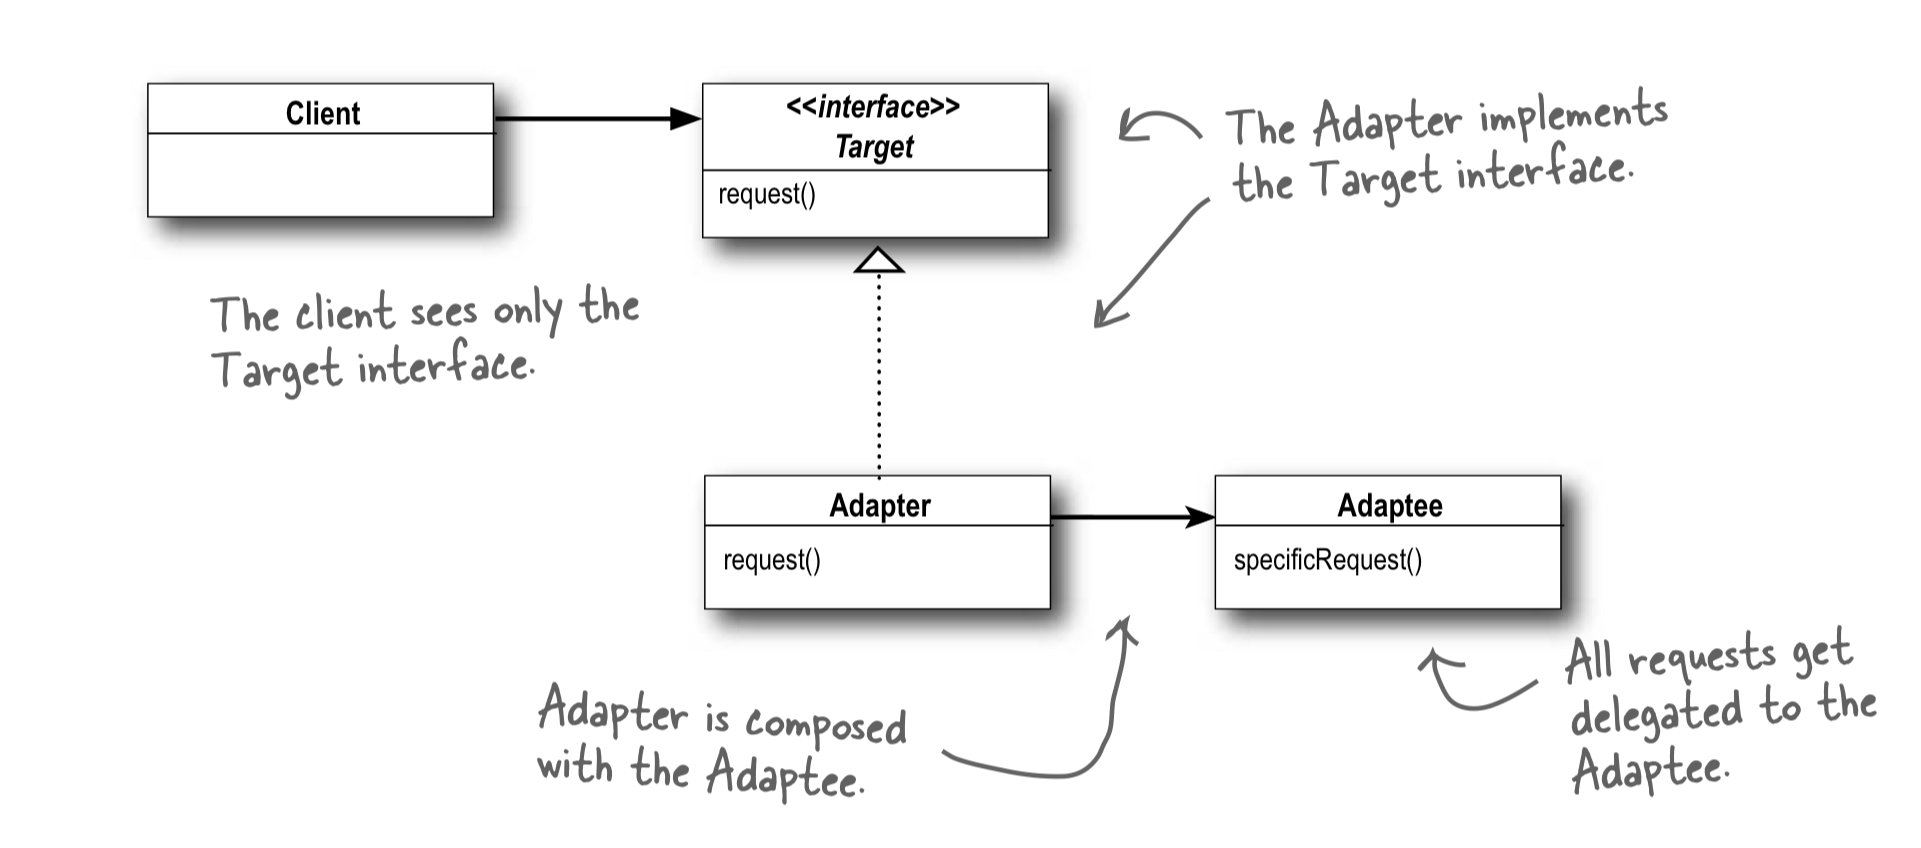 Client
<<interface>>
Target
request()
The Adapter implements
the Target interface.
The client sees only the
Target interface.
Adapter
request()
Adaptee
specificRequest()
Adapter is composed
with the Adaptee.
All requests get
delegated to the
Adaptee.